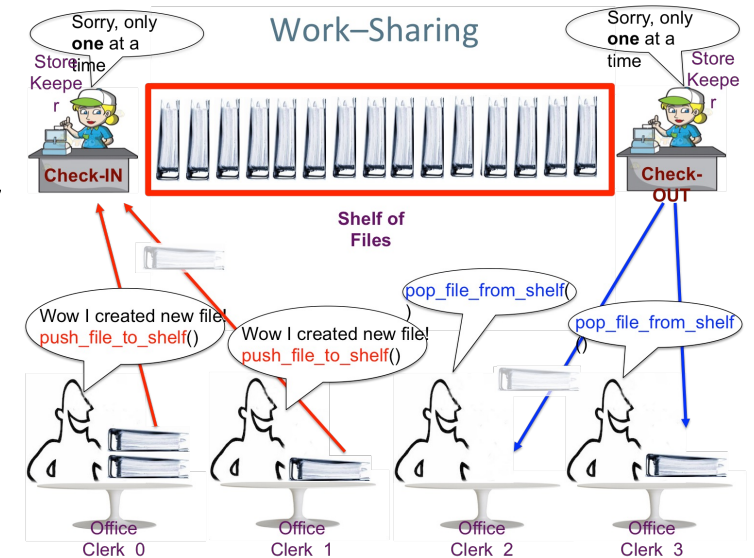 Work–Sharing
Sorry, only
one at a
time
Store
Keepe
r
Check-IN
Sorry, only
one at a
time
Store
Keepe
r
Check-
OUT
Shelf of
Files
Wow I created new file!
push_file_to_shelf()
Wow I created new file!
push_file_to_shelf()
pop_file_from_shelf(
)
pop_file_from_shelf
()
Office
Clerk 0
Office
Clerk 1
Office
Clerk 2
Office
Clerk 3